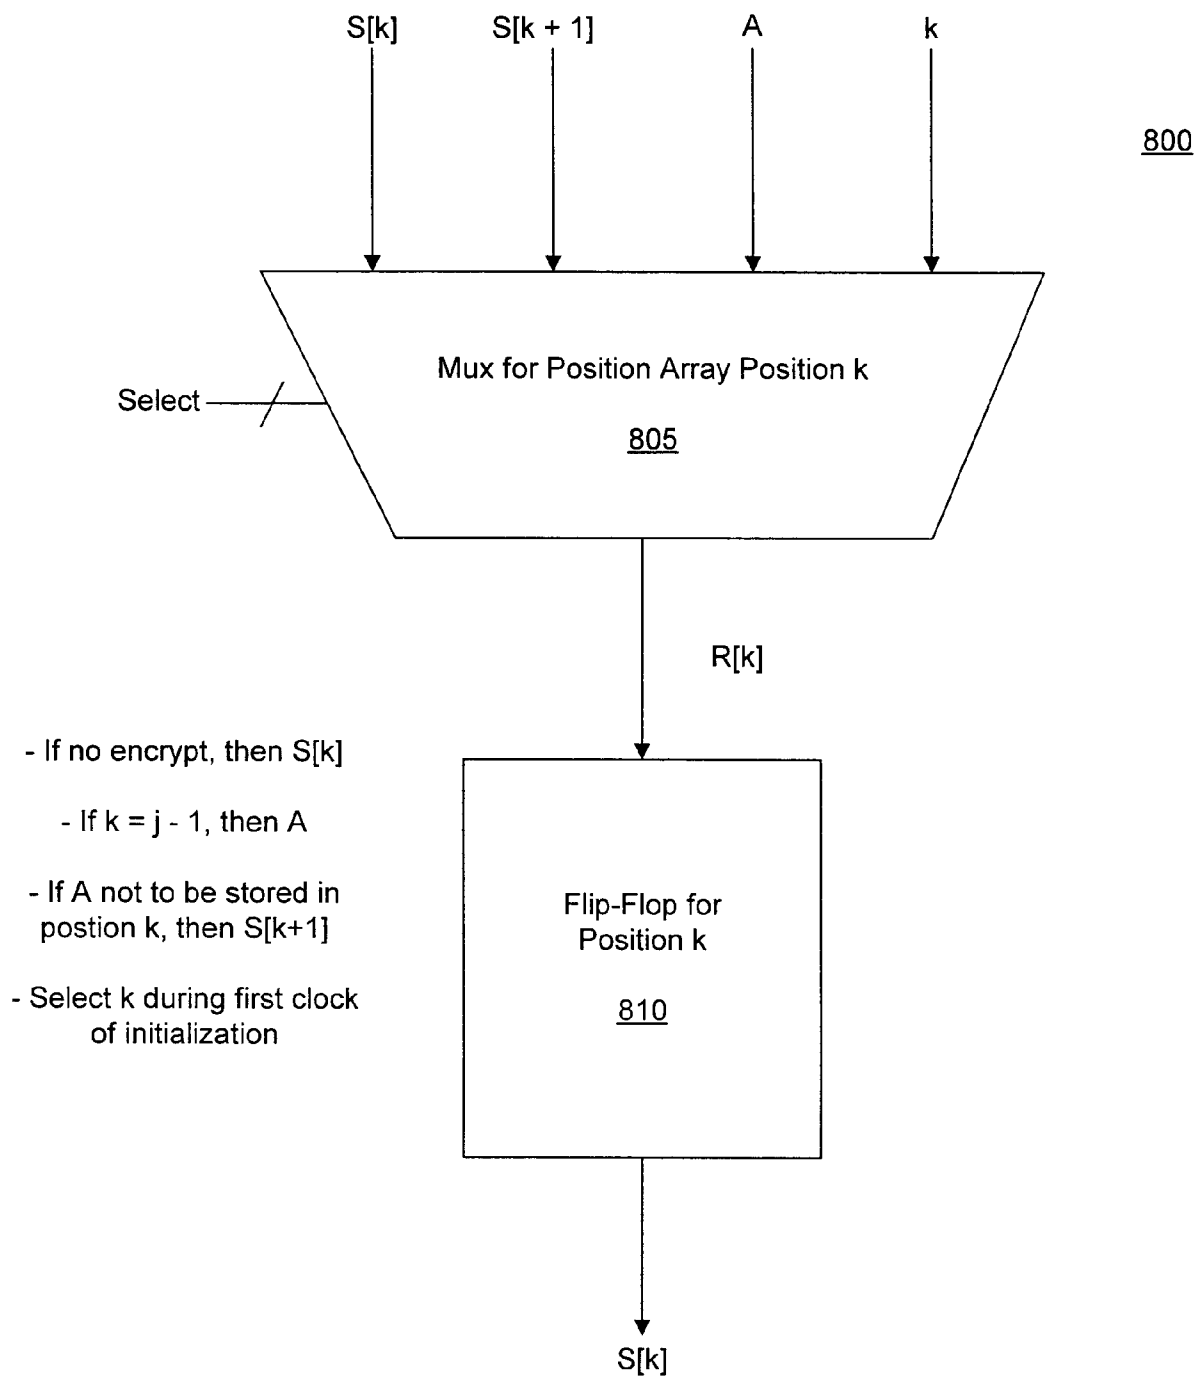 S[k] S[k + 1] A k
800
Mux for Position Array Position k
Select
805
R[k]
- If no encrypt, then S[k]
- If k = j - 1, then A
- If A not to be stored in
postion k, then S[k+1]
- Select k during first clock
of initialization
Flip-Flop for
Position k
810
S[k]